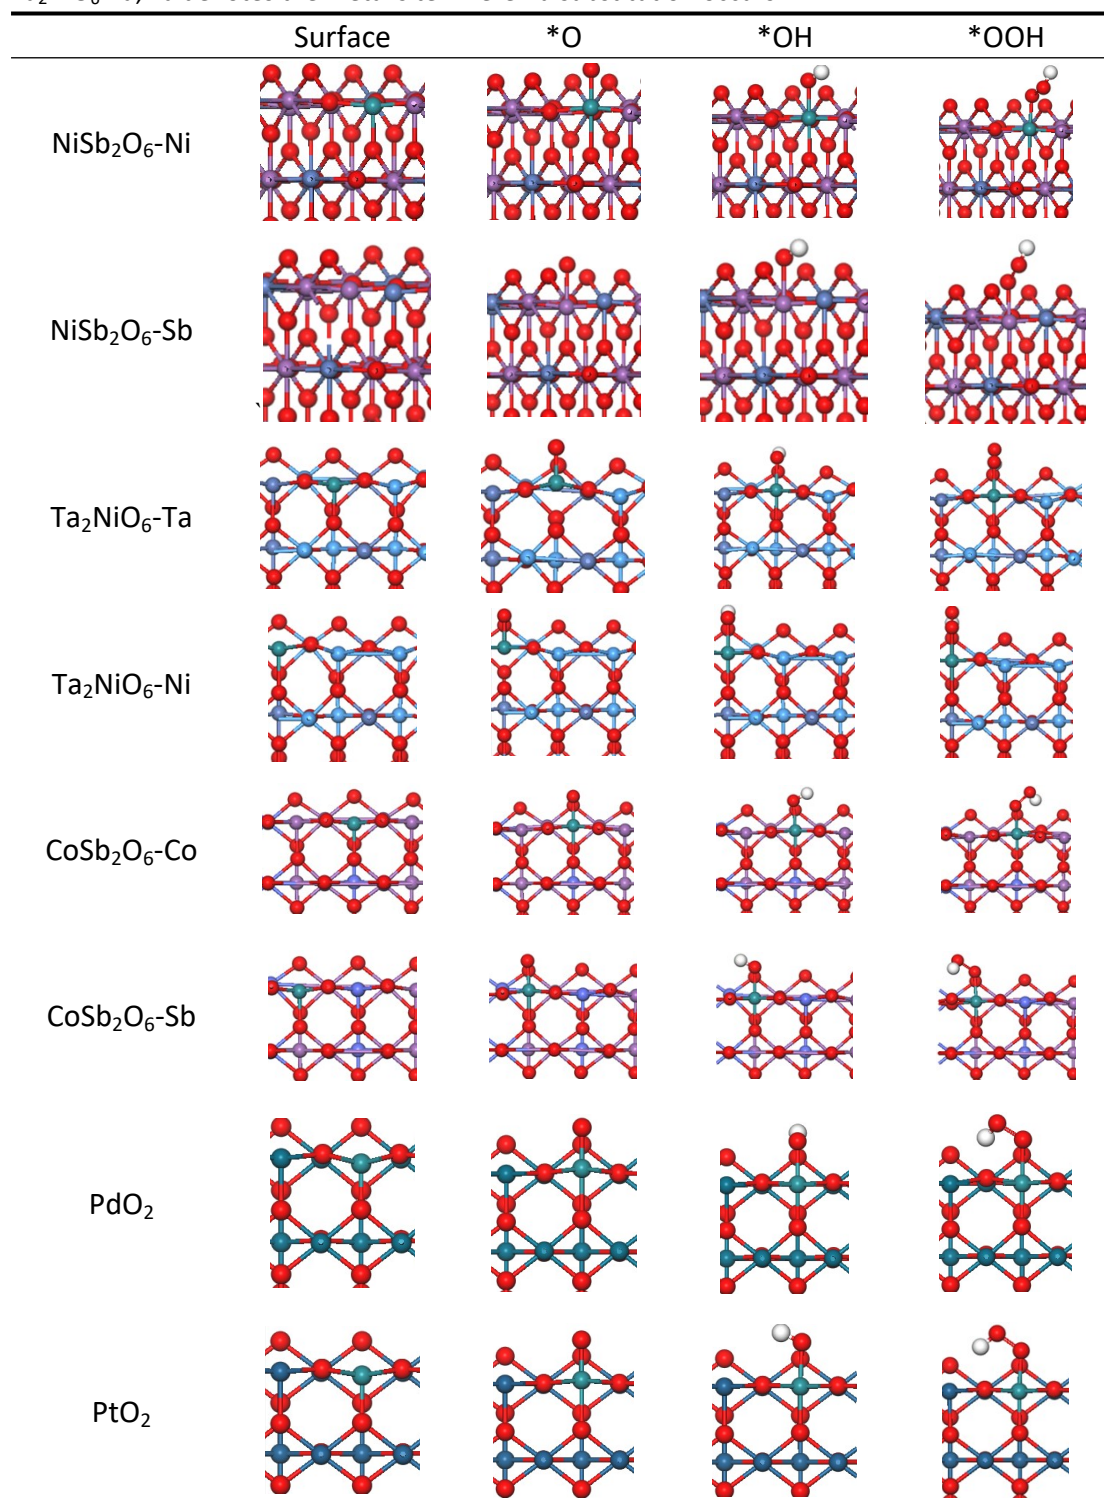 Surface *O *OH *OOH
NiSb₂O₆-Ni
NiSb₂O₆-Sb
Ta₂NiO₆-Ta
Ta₂NiO₆-Ni
CoSb₂O₆-Co
CoSb₂O₆-Sb
PdO₂
PtO₂